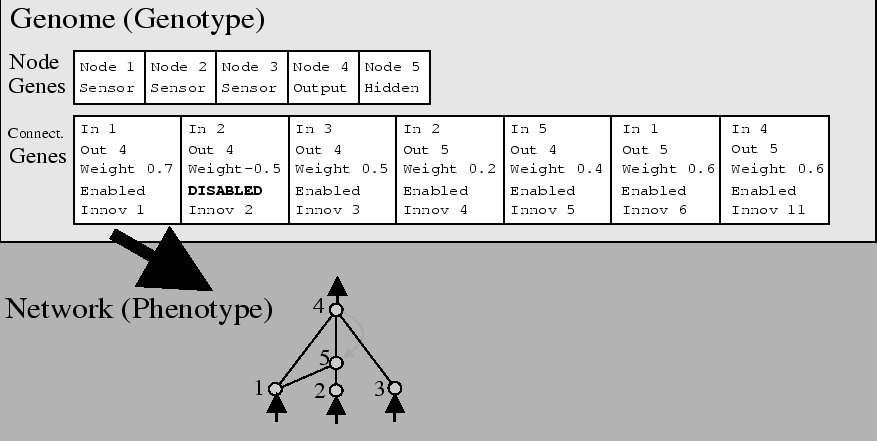 Genome (Genotype)
Node Genes
Node 1 Node 2 Node 3 Node 4 Node 5
Sensor Sensor Sensor Output Hidden
Connect. Genes
In 1 In 2 In 3 In 2 In 5 In 1 In 4
Out 4 Out 4 Out 4 Out 5 Out 4 Out 5 Out 5
Weight 0.7 Weight-0.5 Weight 0.5 Weight 0.2 Weight 0.4 Weight 0.6 Weight 0.6
Enabled DISABLED Enabled Enabled Enabled Enabled Enabled
Innov 1 Innov 2 Innov 3 Innov 4 Innov 5 Innov 6 Innov 11
Network (Phenotype)
4
5
1 2 3